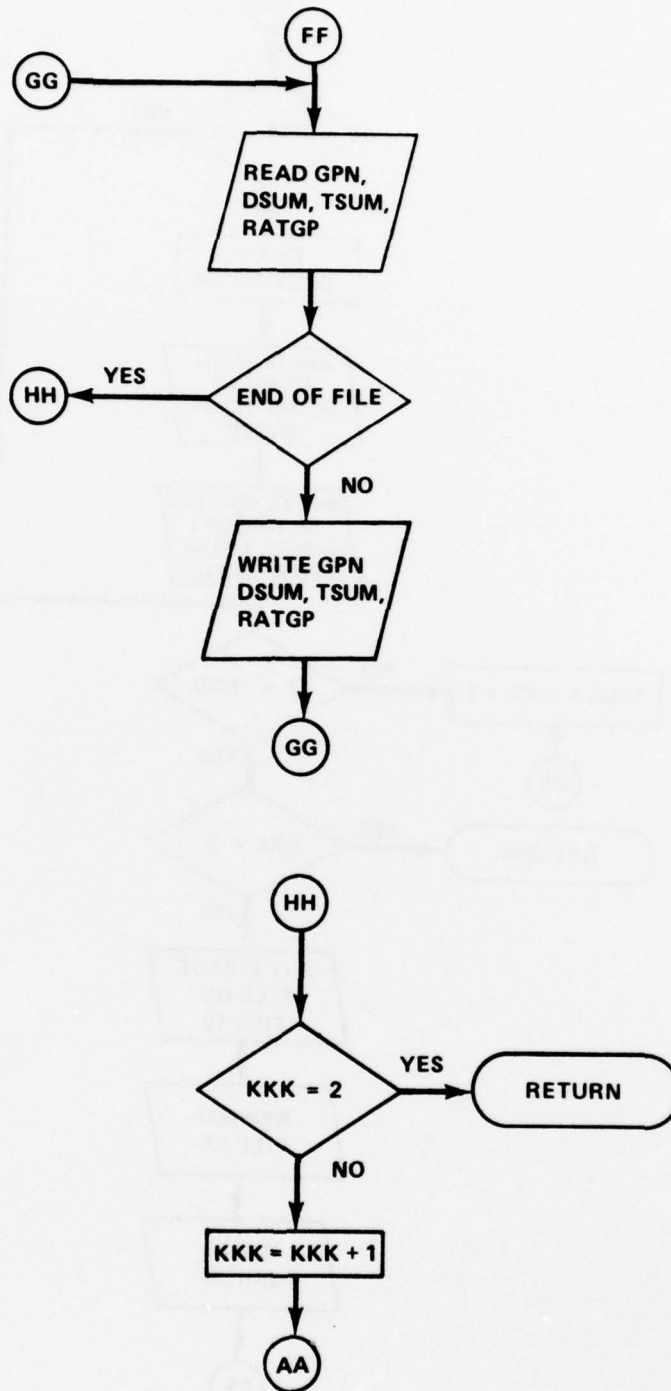 FF
GG
READ GPN,
DSUM, TSUM,
RATGP
END OF FILE
YES
HH
NO
WRITE GPN
DSUM, TSUM,
RATGP
GG
HH
KKK = 2
YES
RETURN
NO
KKK = KKK + 1
AA